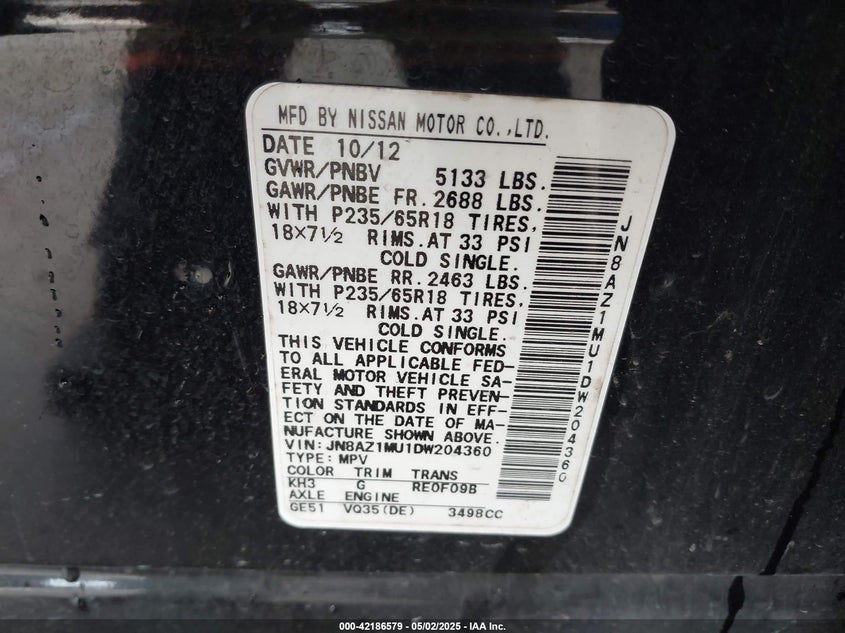 MFD BY NISSAN MOTOR CO.,LTD.
DATE 10/12
GVWR/PNBV 5133 LBS.
GAWR/PNBE FR. 2688 LBS.
WITH P235/65R18 TIRES,
18×7½ RIMS.AT 33 PSI
COLD SINGLE.
GAWR/PNBE RR. 2463 LBS.
WITH P235/65R18 TIRES,
18×7½ RIMS.AT 33 PSI
COLD SINGLE.
THIS VEHICLE CONFORMS
TO ALL APPLICABLE FED-
ERAL MOTOR VEHICLE SA-
FETY AND THEFT PREVEN-
TION STANDARDS IN EFF-
ECT ON THE DATE OF MA-
NUFACTURE SHOWN ABOVE.
VIN: JN8AZ1MU1DW204360
TYPE: MPV
COLOR TRIM TRANS
KH3 G RE0F09B
AXLE ENGINE
GE51 VQ35(DE) 3498CC
JN8AZ1MU1DW204360
000-42186579 — 05/02/2025 — IAA Inc.